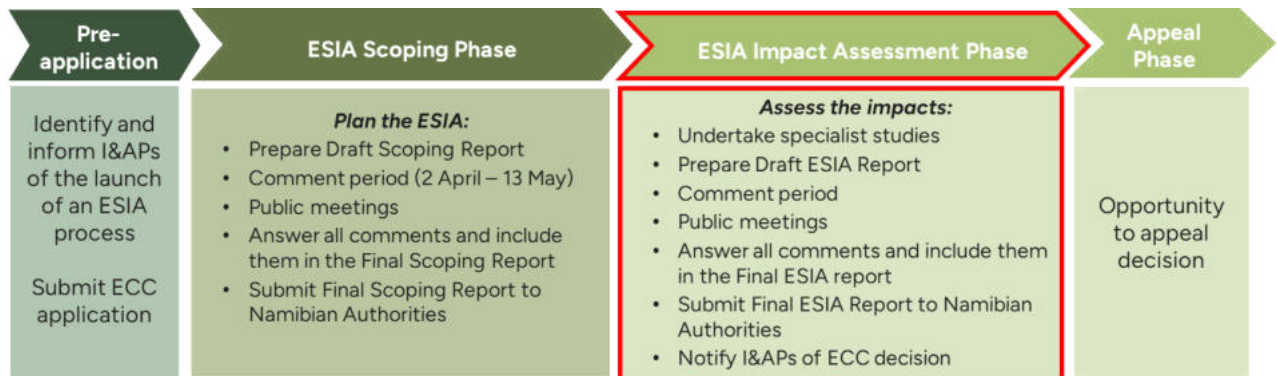 Pre-
application
Identify and
inform I&APs
of the launch
of an ESIA
process
Submit ECC
application
ESIA Scoping Phase
Plan the ESIA:
• Prepare Draft Scoping Report
• Comment period (2 April – 13 May)
• Public meetings
• Answer all comments and include
them in the Final Scoping Report
• Submit Final Scoping Report to
Namibian Authorities
ESIA Impact Assessment Phase
Assess the impacts:
• Undertake specialist studies
• Prepare Draft ESIA Report
• Comment period
• Public meetings
• Answer all comments and include them
in the Final ESIA report
• Submit Final ESIA Report to Namibian
Authorities
• Notify I&APs of ECC decision
Appeal
Phase
Opportunity
to appeal
decision